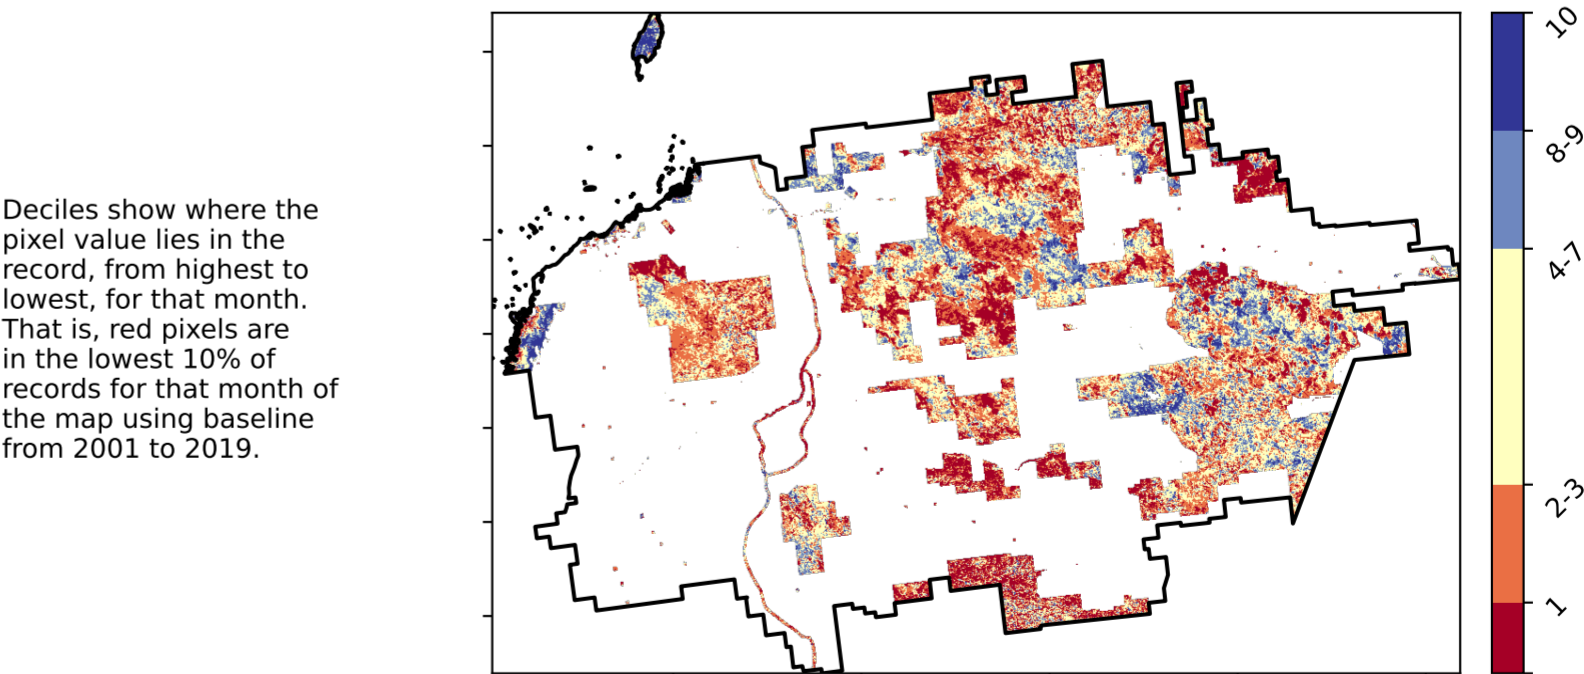 Deciles show where the
pixel value lies in the
record, from highest to
lowest, for that month.
That is, red pixels are
in the lowest 10% of
records for that month of
the map using baseline
from 2001 to 2019.
10
8-9
4-7
2-3
1